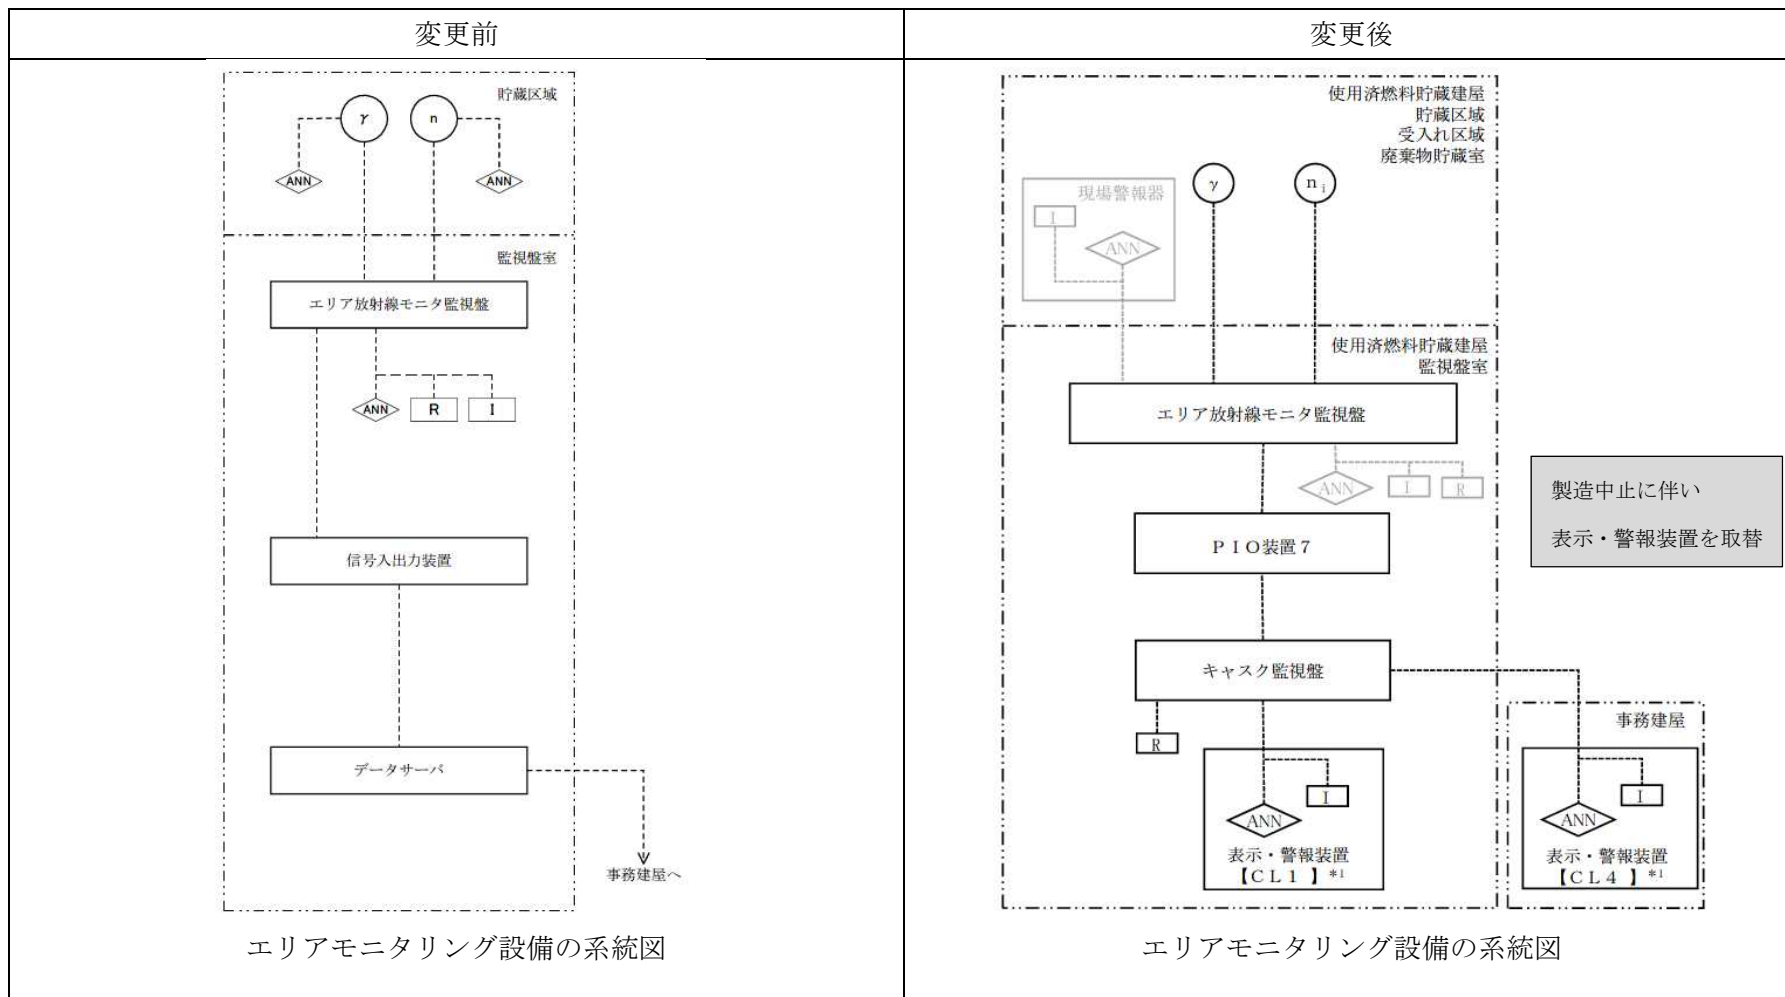 変更前
変更後
貯蔵区域
γ
n
ANN
ANN
監視盤室
エリア放射線モニタ監視盤
ANN
R
I
信号入出力装置
データサーバ
事務建屋へ
エリアモニタリング設備の系統図
使用済燃料貯蔵建屋
貯蔵区域
受入れ区域
廃棄物貯蔵室
現場警報器
I
ANN
γ
ni
使用済燃料貯蔵建屋
監視盤室
エリア放射線モニタ監視盤
ANN
I
R
PIO装置7
キャスク監視盤
R
I
ANN
表示・警報装置
【CL1】*1
事務建屋
I
ANN
表示・警報装置
【CL4】*1
製造中止に伴い
表示・警報装置を取替
エリアモニタリング設備の系統図